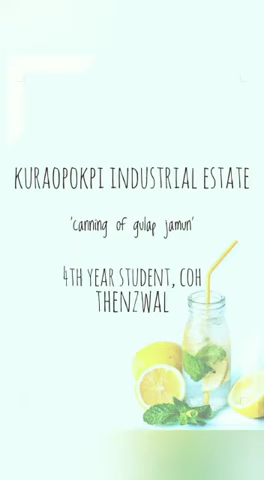 KURAOPOKPI INDUSTRIAL ESTATE
'canning of gulap jamun'
4TH YEAR STUDENT, COH
THENZWAL